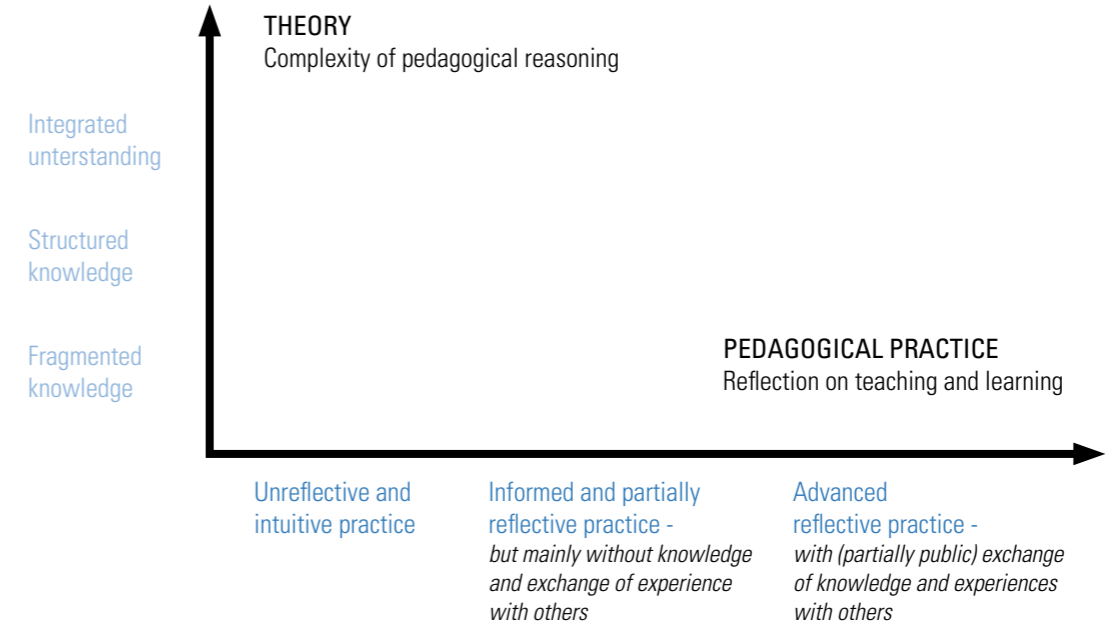 THEORY
Complexity of pedagogical reasoning
Integrated
unterstanding
Structured
knowledge
Fragmented
knowledge
PEDAGOGICAL PRACTICE
Reflection on teaching and learning
Unreflective and
intuitive practice
Informed and partially
reflective practice -
but mainly without knowledge
and exchange of experience
with others
Advanced
reflective practice -
with (partially public) exchange
of knowledge and experiences
with others